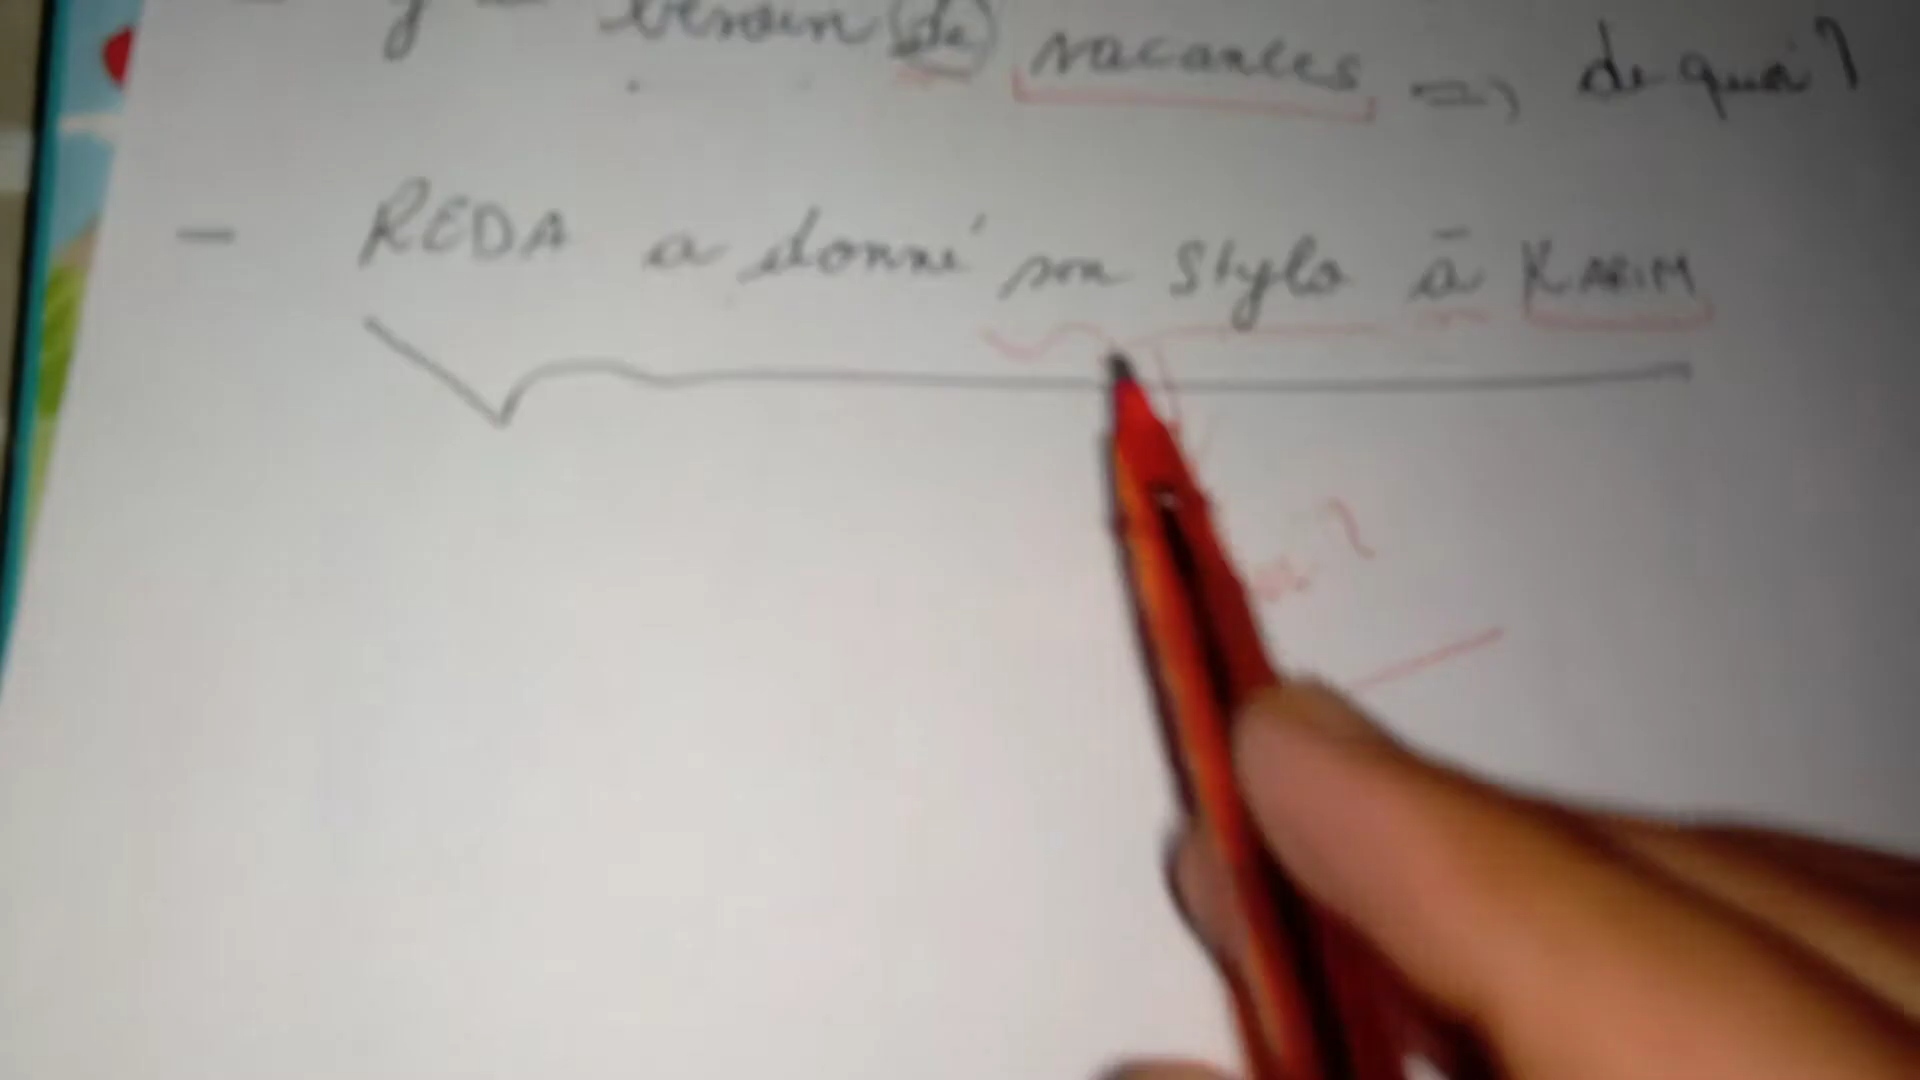 besoin de vacances => de quoi ?
- REDA a donné son stylo à KARIM